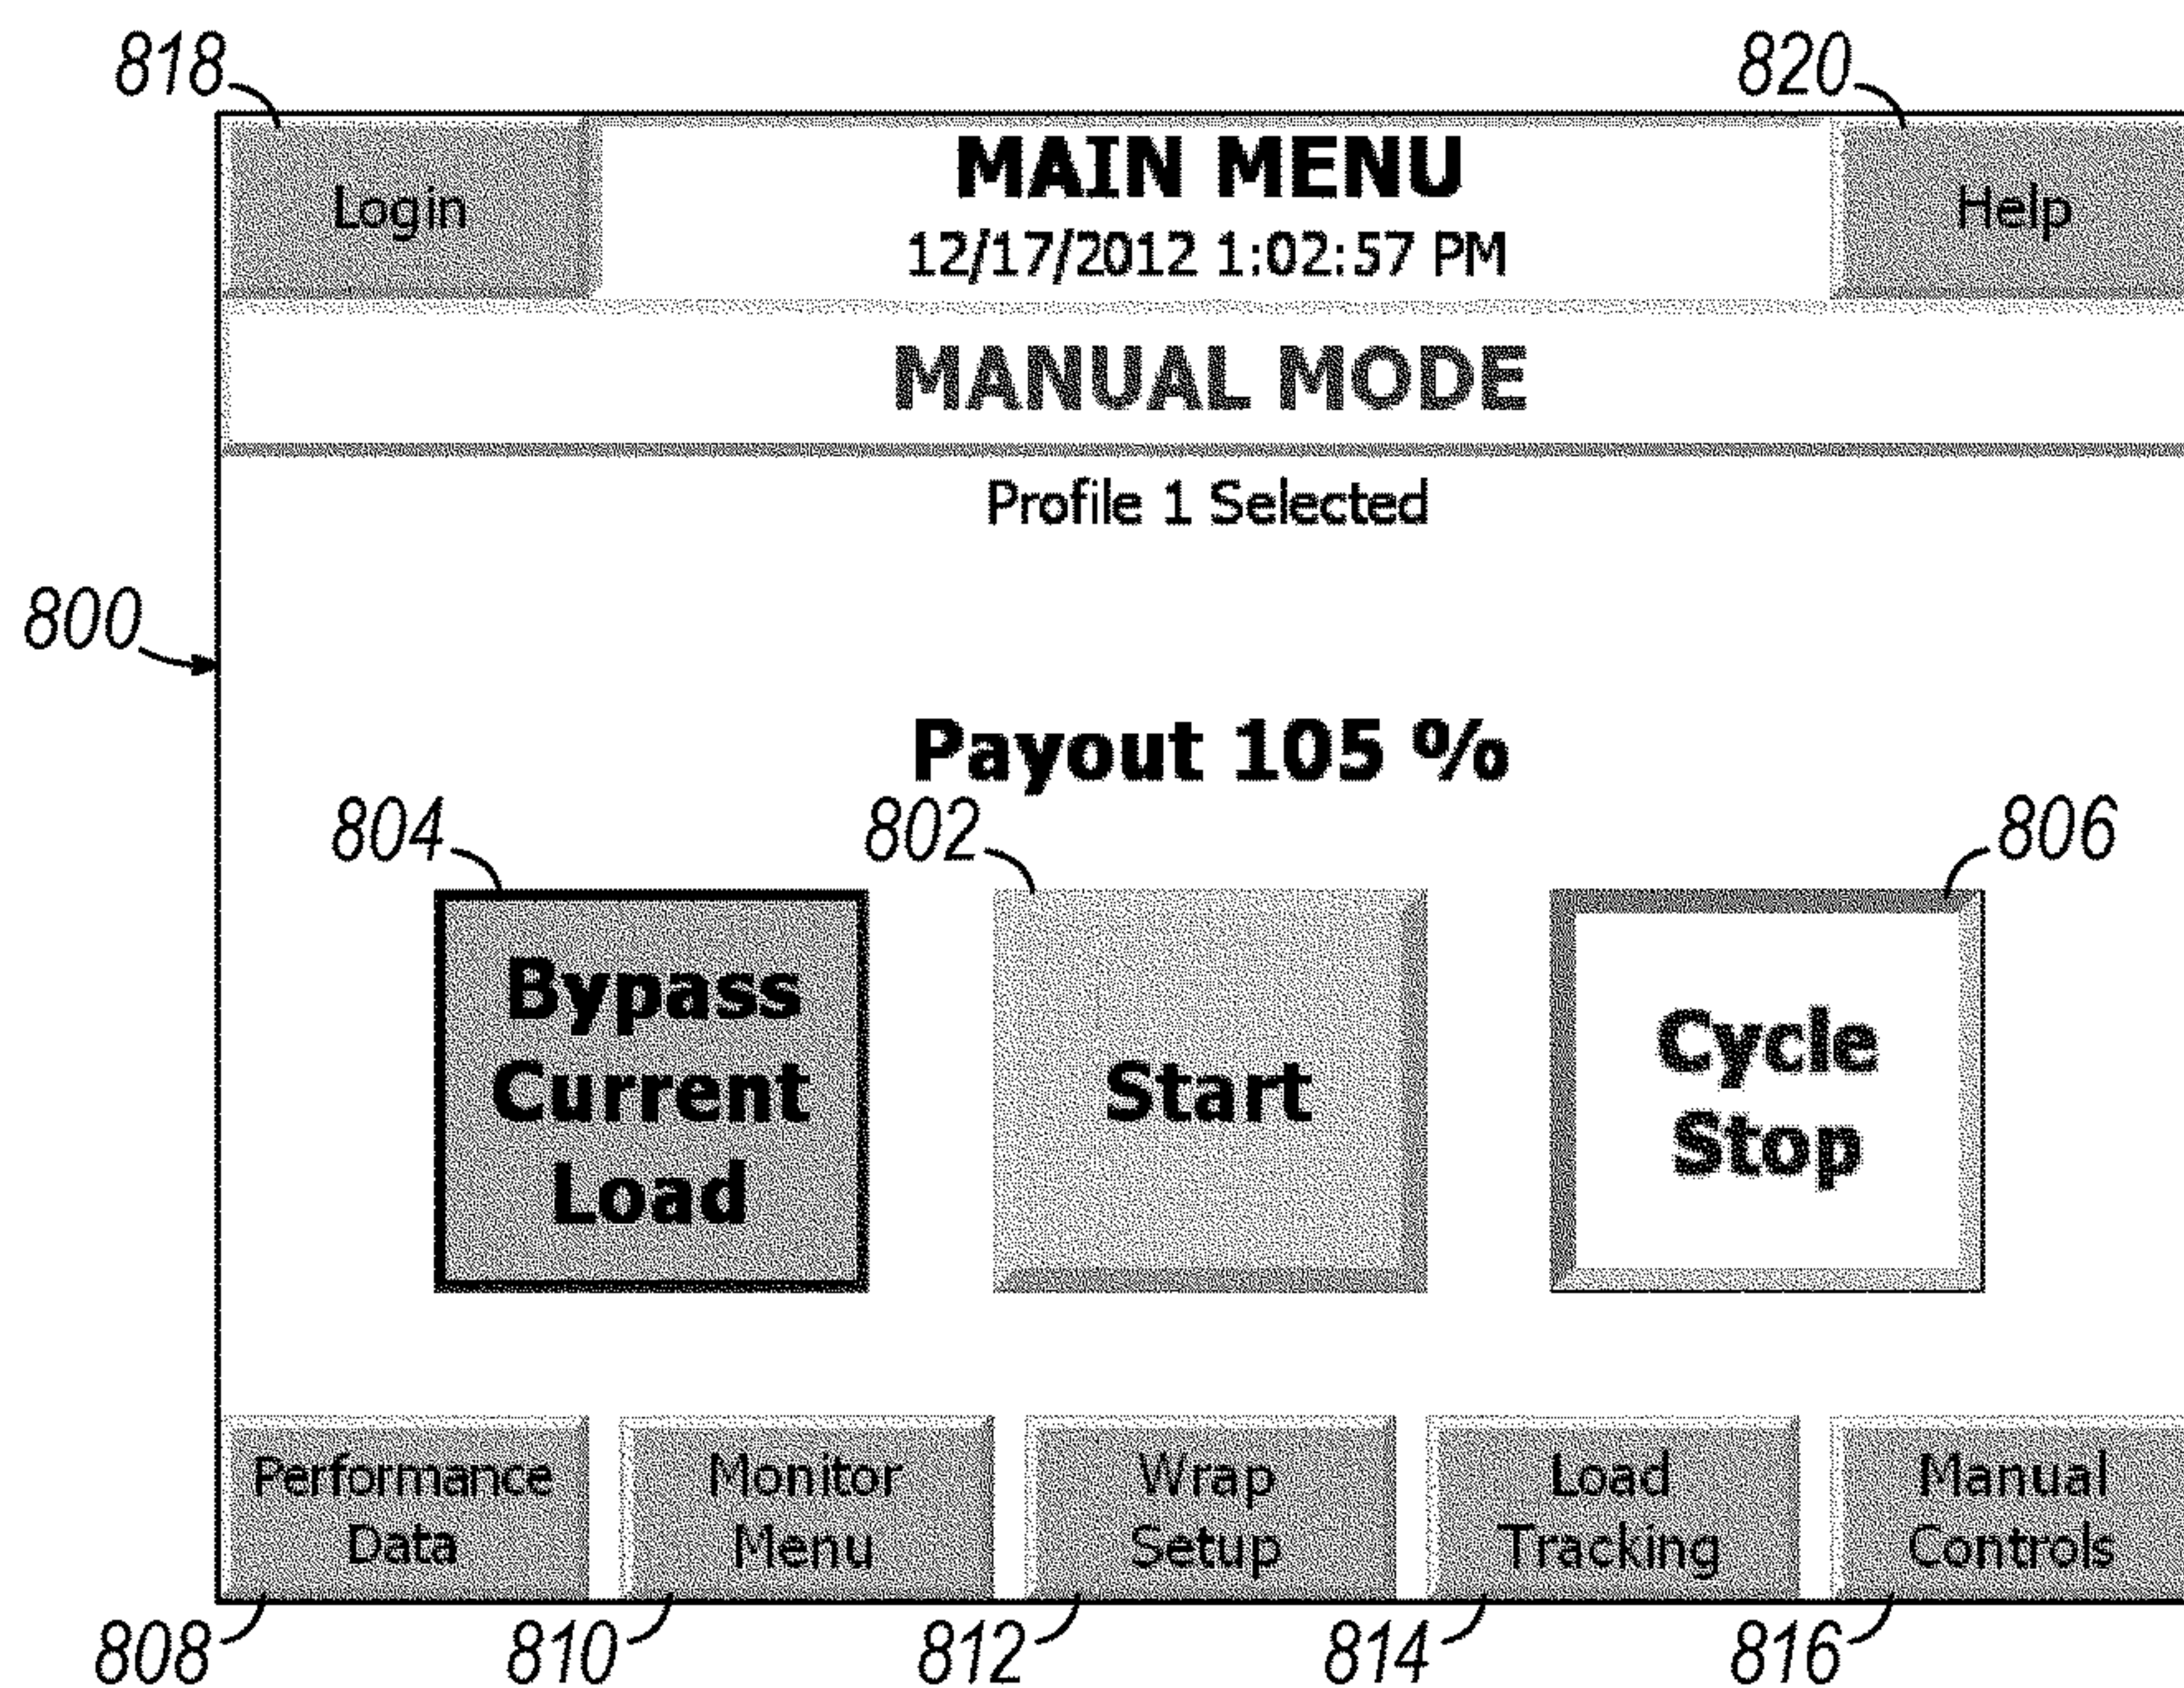 818
820
Login
MAIN MENU
Help
12/17/2012 1:02:57 PM
MANUAL MODE
Profile 1 Selected
800
Payout 105 %
804
802
806
Bypass
Current
Load
Start
Cycle
Stop
Performance
Data
Monitor
Menu
Wrap
Setup
Load
Tracking
Manual
Controls
808
810
812
814
816